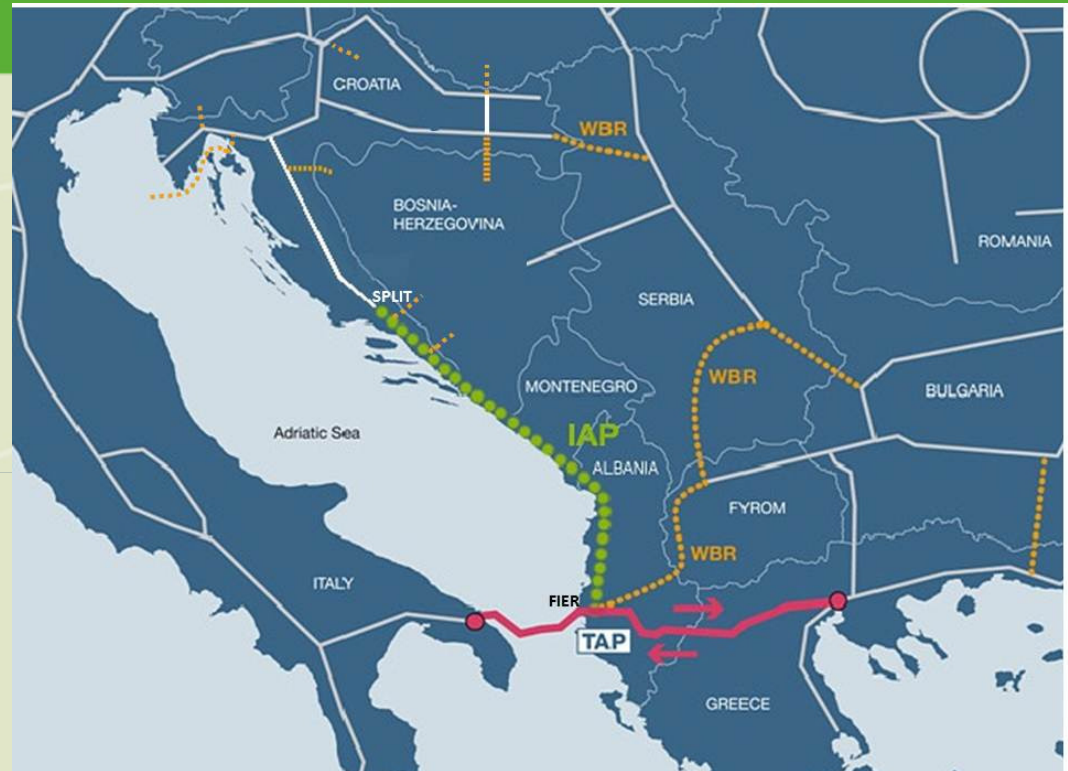 CROATIA
WBR
BOSNIA-
HERZEGOVINA
ROMANIA
SPLIT
SERBIA
WBR
MONTENEGRO
BULGARIA
Adriatic Sea
IAP
ALBANIA
FYROM
WBR
ITALY
FIER
TAP
GREECE